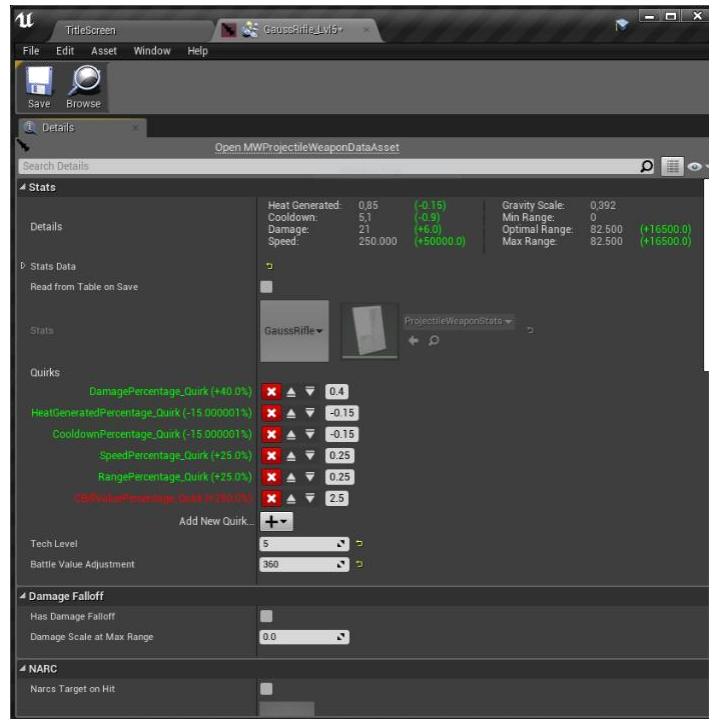 TitleScreen
GaussRifle_Lvl5*
File Edit Asset Window Help
Save Browse
Details
Open MWProjectileWeaponDataAsset
Search Details
Stats
Details
Heat Generated: 0,85 (-0.15) Gravity Scale: 0,392
Cooldown: 5,1 (-0.9) Min Range: 0
Damage: 21 (+6.0) Optimal Range: 82.500 (+16500.0)
Speed: 250.000 (+50000.0) Max Range: 82.500 (+16500.0)
Stats Data
Read from Table on Save
Stats GaussRifle ProjectileWeaponStats
Quirks
DamagePercentage_Quirk (+40.0%) 0.4
HeatGeneratedPercentage_Quirk (-15.000001%) -0.15
CooldownPercentage_Quirk (-15.000001%) -0.15
SpeedPercentage_Quirk (+25.0%) 0.25
RangePercentage_Quirk (+25.0%) 0.25
CBillValuePercentage_Quirk (+250.0%) 2.5
Add New Quirk...
Tech Level 5
Battle Value Adjustment 360
Damage Falloff
Has Damage Falloff
Damage Scale at Max Range 0.0
NARC
Narcs Target on Hit